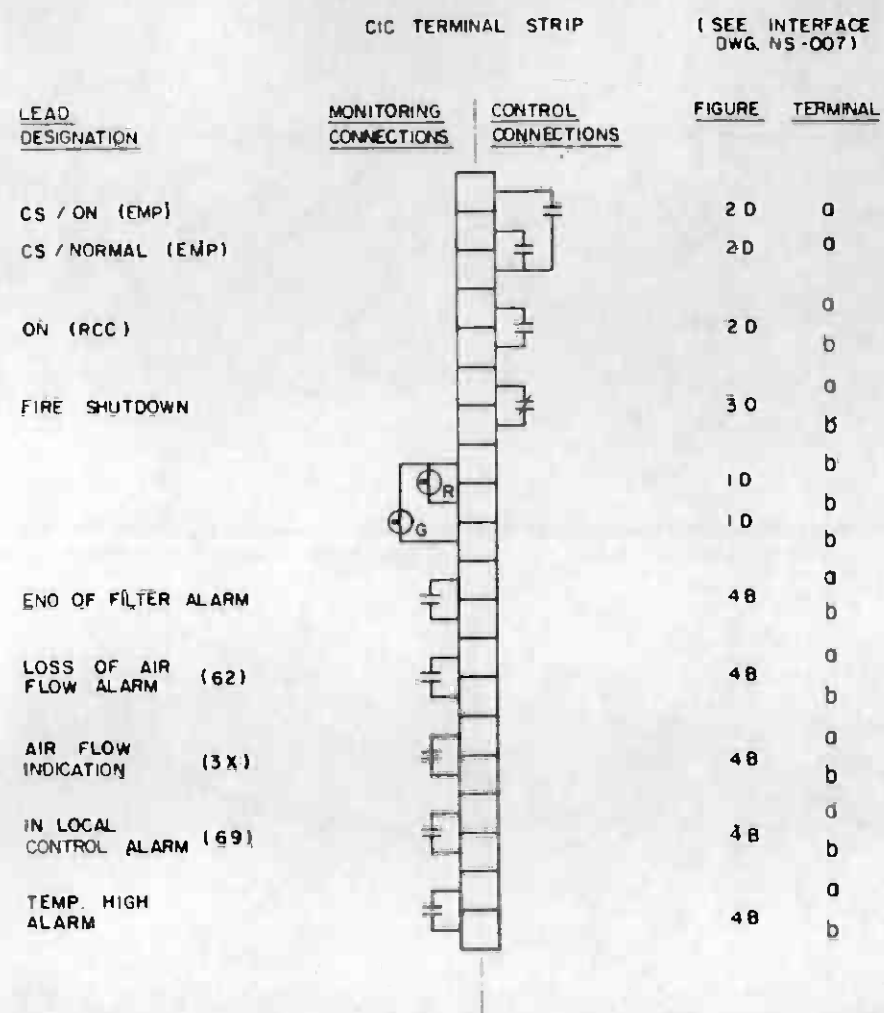 CIC TERMINAL STRIP
( SEE INTERFACE
DWG. NS-007)
LEAD
DESIGNATION
MONITORING
CONNECTIONS
CONTROL
CONNECTIONS
FIGURE
TERMINAL
CS / ON (EMP) 2D a
CS / NORMAL (EMP) 2D a
a
ON (RCC) 2D
b
a
FIRE SHUTDOWN 3D
b
b
R 1D
b
G 1D
b
a
END OF FILTER ALARM 4B
b
a
LOSS OF AIR
FLOW ALARM (62) 4B
b
a
AIR FLOW
INDICATION (3X) 4B
b
a
IN LOCAL
CONTROL ALARM (69) 4B
b
a
TEMP. HIGH
ALARM 4B
b